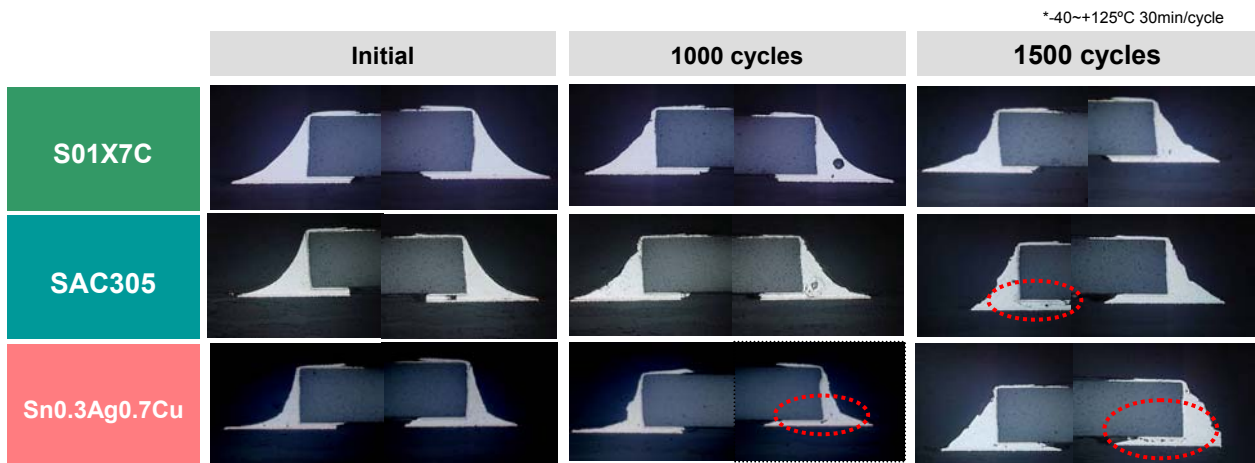 *-40~+125ºC 30min/cycle
Initial
1000 cycles
1500 cycles
S01X7C
SAC305
Sn0.3Ag0.7Cu